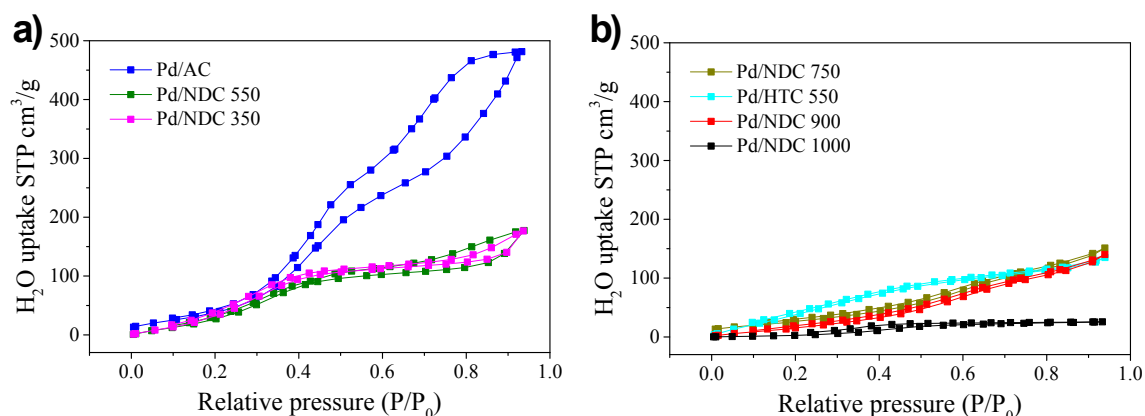 a)
500
400
300
200
100
0
H₂O uptake STP cm³/g
Pd/AC
Pd/NDC 550
Pd/NDC 350
0.0 0.2 0.4 0.6 0.8 1.0
Relative pressure (P/P₀)
b)
500
400
300
200
100
0
H₂O uptake STP cm³/g
Pd/NDC 750
Pd/HTC 550
Pd/NDC 900
Pd/NDC 1000
0.0 0.2 0.4 0.6 0.8 1.0
Relative pressure (P/P₀)